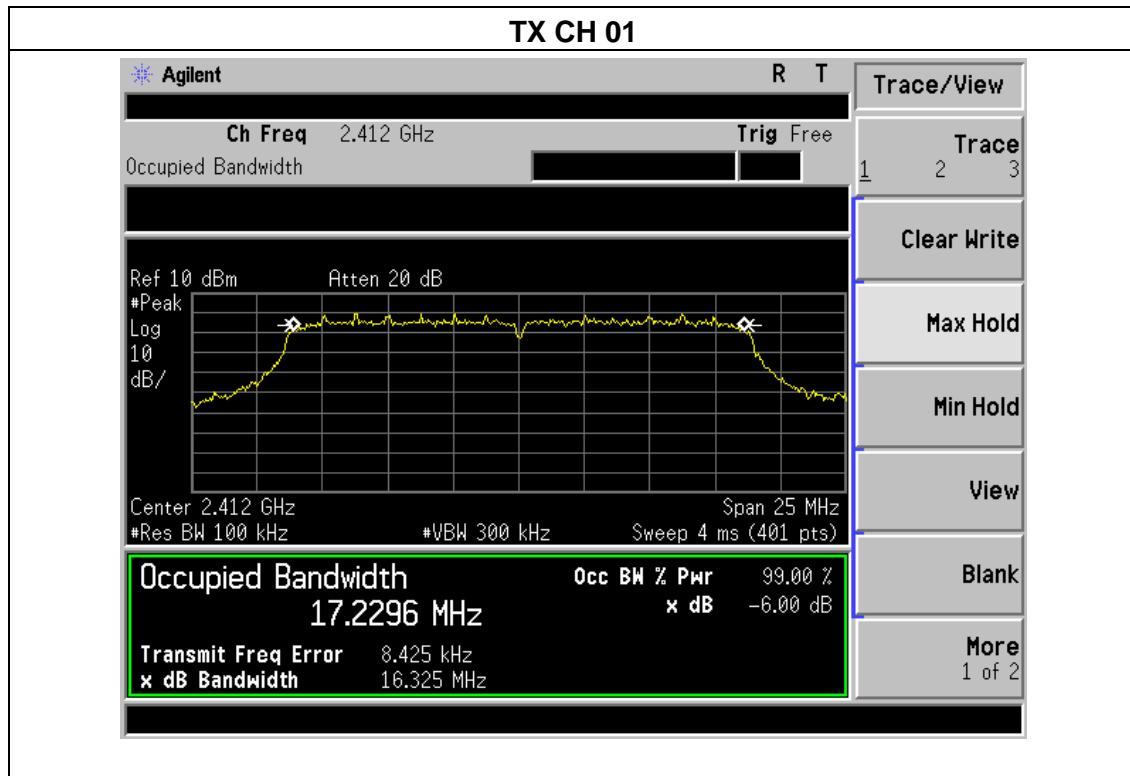 TX CH 01
Agilent R T
Ch Freq 2.412 GHz Trig Free
Occupied Bandwidth
Ref 10 dBm Atten 20 dB
#Peak
Log
10
dB/
Center 2.412 GHz Span 25 MHz
#Res BW 100 kHz #VBW 300 kHz Sweep 4 ms (401 pts)
Occupied Bandwidth Occ BW % Pwr 99.00 %
17.2296 MHz x dB -6.00 dB
Transmit Freq Error 8.425 kHz
x dB Bandwidth 16.325 MHz
Trace/View
Trace
1 2 3
Clear Write
Max Hold
Min Hold
View
Blank
More
1 of 2